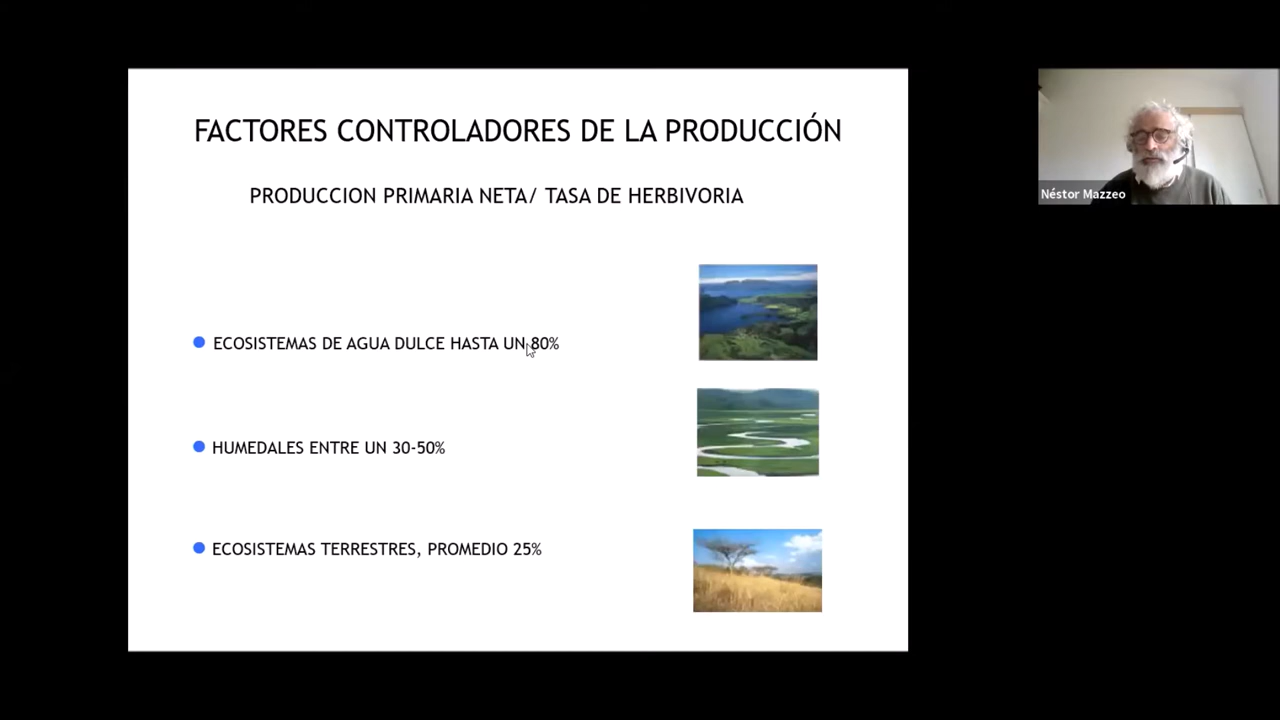 FACTORES CONTROLADORES DE LA PRODUCCIÓN
PRODUCCION PRIMARIA NETA/ TASA DE HERBIVORIA
ECOSISTEMAS DE AGUA DULCE HASTA UN 80%
HUMEDALES ENTRE UN 30-50%
ECOSISTEMAS TERRESTRES, PROMEDIO 25%
Néstor Mazzeo